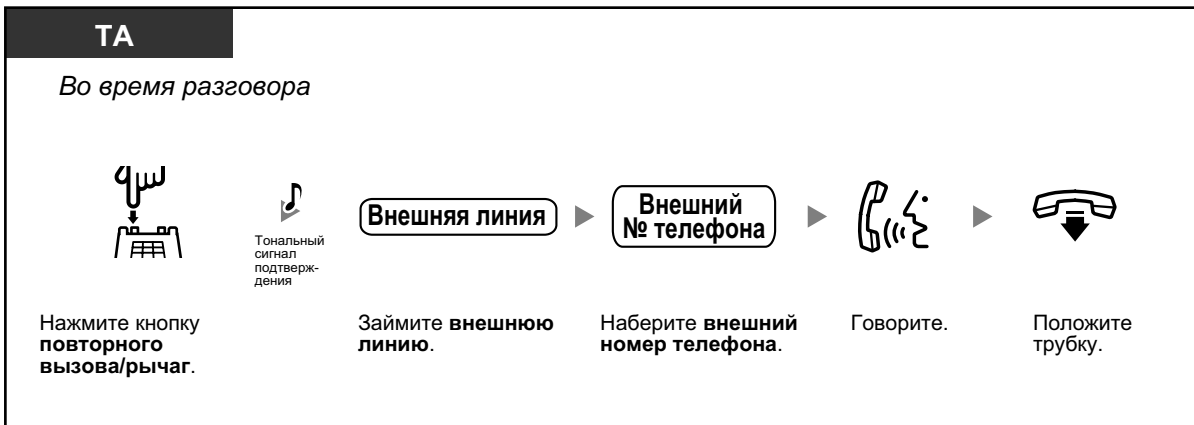 ТА
Во время разговора
Тональный
сигнал
подтверж-
дения
Внешняя линия
Внешний
№ телефона
Нажмите кнопку
повторного
вызова/рычаг.
Займите внешнюю
линию.
Наберите внешний
номер телефона.
Говорите.
Положите
трубку.